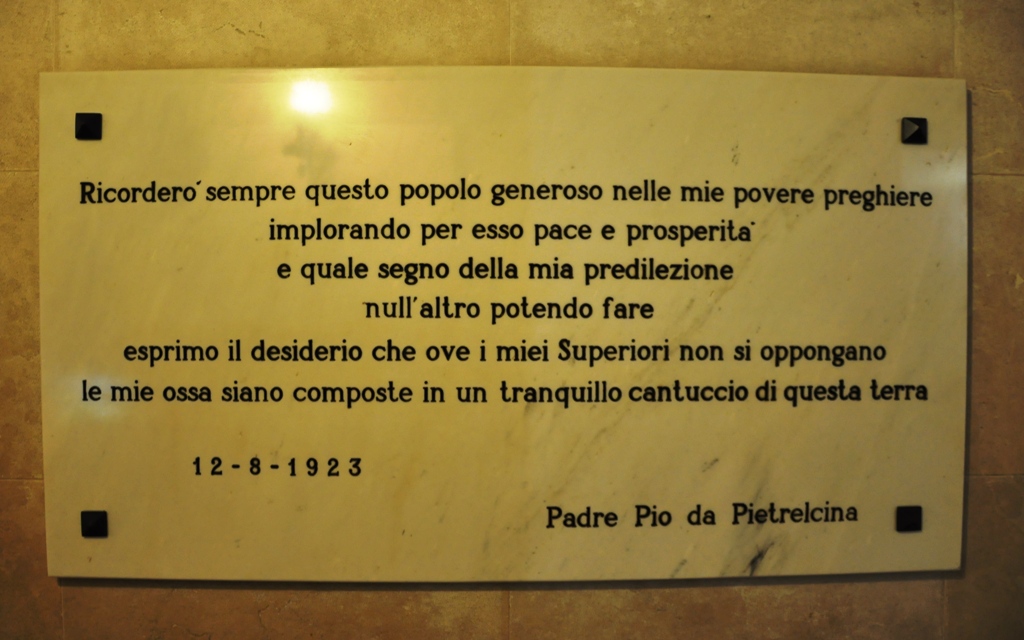 Ricordero´ sempre questo popolo generoso nelle mie povere preghiere
implorando per esso pace e prosperita`
e quale segno della mia predilezione
null'altro potendo fare
esprimo il desiderio che ove i miei Superiori non si oppongano
le mie ossa siano composte in un tranquillo cantuccio di questa terra
12-8-1923
Padre Pio da Pietrelcina